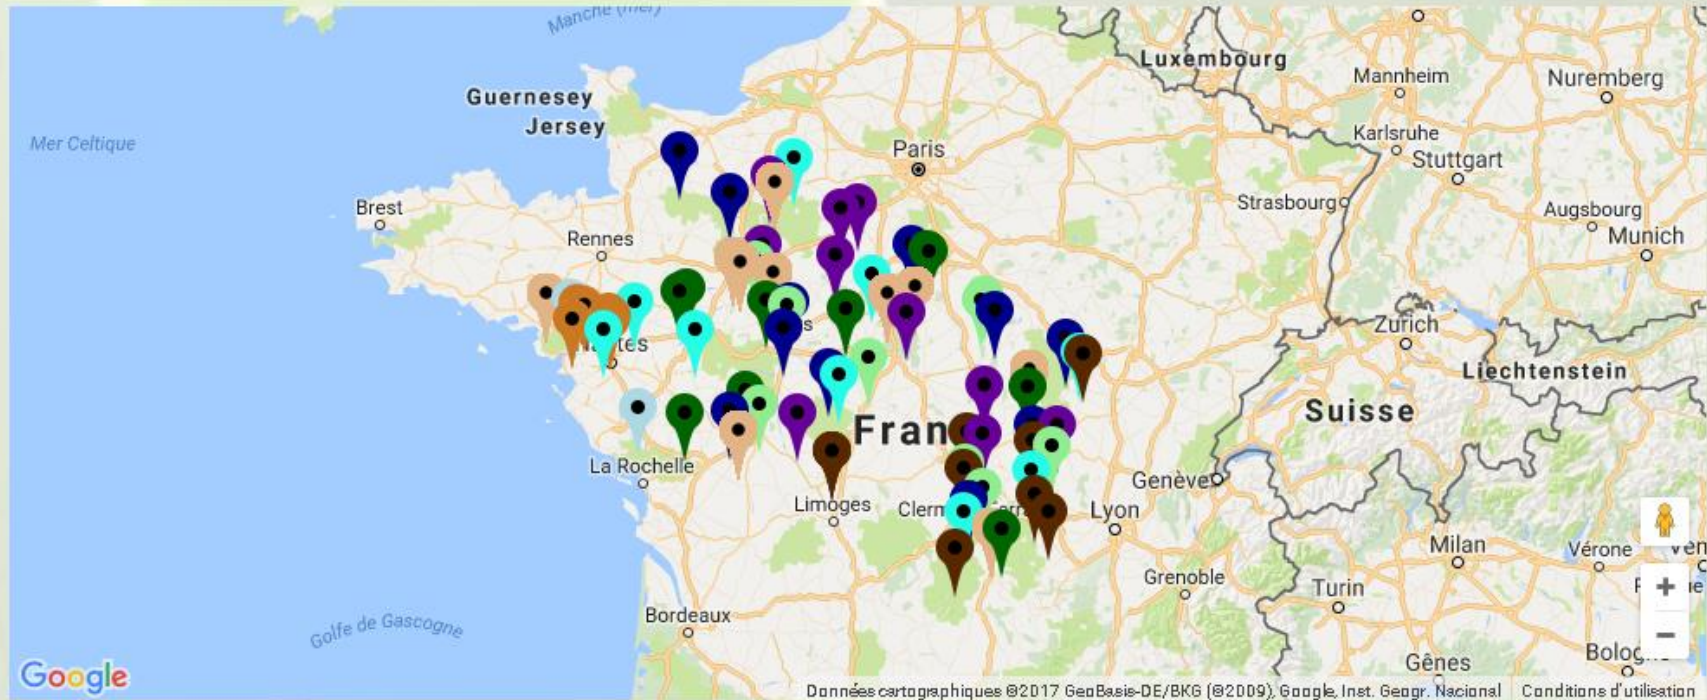 Manche (mer)
Luxembourg
Mannheim
Nuremberg
Guernesey
Jersey
Mer Celtique
Karlsruhe
Stuttgart
Paris
Strasbourg
Augsbourg
Munich
Brest
Rennes
Zurich
Liechtenstein
Suisse
La Rochelle
Genève
Limoges
Lyon
Milan
Vérone
Grenoble
Turin
Bordeaux
Golfe de Gascogne
Gênes
Google
Données cartographiques ©2017 GeoBasis-DE/BKG (©2009), Google, Inst. Geogr. Nacional
Conditions d'utilisation